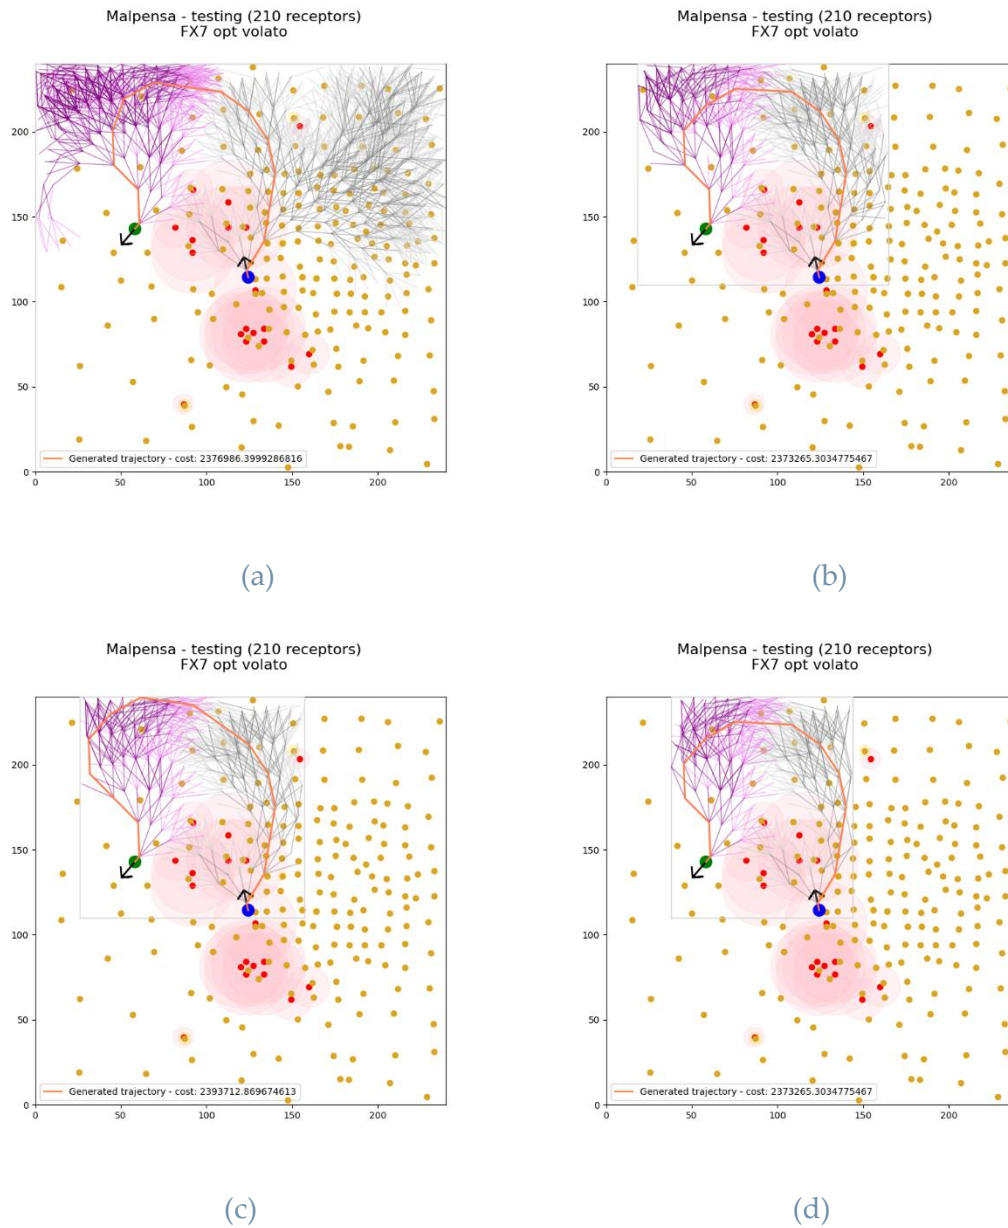 Malpensa - testing (210 receptors)
FX7 opt volato
200
150
100
50
0
Generated trajectory - cost: 2376986.3999286816
0 50 100 150 200
(a)
Malpensa - testing (210 receptors)
FX7 opt volato
200
150
100
50
0
Generated trajectory - cost: 2373265.3034775467
0 50 100 150 200
(b)
Malpensa - testing (210 receptors)
FX7 opt volato
200
150
100
50
0
Generated trajectory - cost: 2393712.869674613
0 50 100 150 200
(c)
Malpensa - testing (210 receptors)
FX7 opt volato
200
150
100
50
0
Generated trajectory - cost: 2373265.3034775467
0 50 100 150 200
(d)